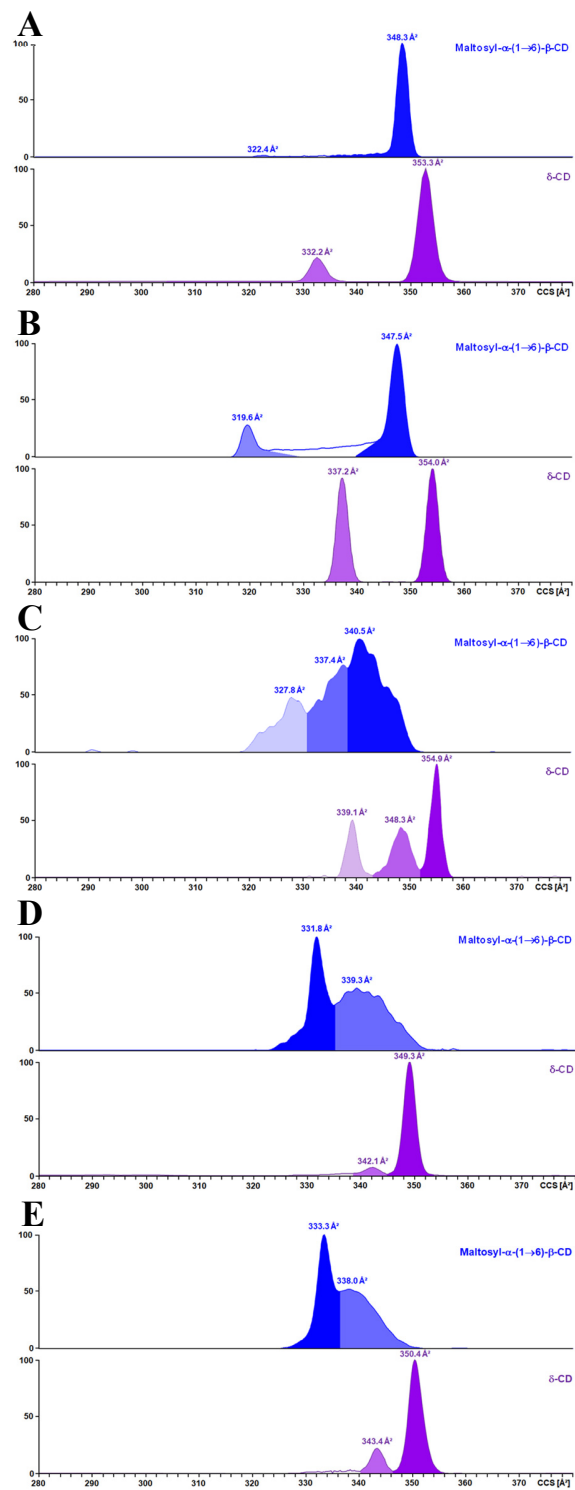 A
348.3 Å²
Maltosyl-α-(1→6)-β-CD
100
50
322.4 Å²
0
353.3 Å²
δ-CD
100
50
332.2 Å²
0
280 290 300 310 320 330 340 350 360 370 CCS [Å²]
B
347.5 Å²
Maltosyl-α-(1→6)-β-CD
100
50
319.6 Å²
0
354.0 Å²
δ-CD
100
337.2 Å²
50
0
280 290 300 310 320 330 340 350 360 370 CCS [Å²]
C
340.5 Å²
Maltosyl-α-(1→6)-β-CD
100
337.4 Å²
327.8 Å²
50
0
354.9 Å²
δ-CD
100
339.1 Å²
348.3 Å²
50
0
280 290 300 310 320 330 340 350 360 370 CCS [Å²]
D
331.8 Å²
Maltosyl-α-(1→6)-β-CD
100
339.3 Å²
50
0
349.3 Å²
δ-CD
100
50
342.1 Å²
0
280 290 300 310 320 330 340 350 360 370 CCS [Å²]
E
333.3 Å²
Maltosyl-α-(1→6)-β-CD
100
338.0 Å²
50
0
350.4 Å²
δ-CD
100
50
343.4 Å²
0
280 290 300 310 320 330 340 350 360 370 CCS [Å²]